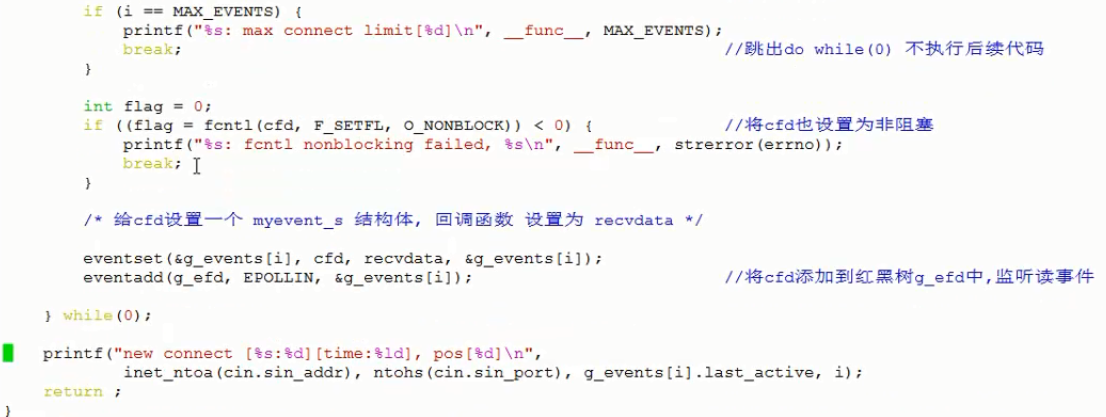 if (i == MAX_EVENTS) {
printf("%s: max connect limit[%d]\n", __func__, MAX_EVENTS);
break; //跳出do while(0) 不执行后续代码
}
int flag = 0;
if ((flag = fcntl(cfd, F_SETFL, O_NONBLOCK)) < 0) { //将cfd也设置为非阻塞
printf("%s: fcntl nonblocking failed, %s\n", __func__, strerror(errno));
break;
}
/* 给cfd设置一个 myevent_s 结构体, 回调函数 设置为 recvdata */
eventset(&g_events[i], cfd, recvdata, &g_events[i]);
eventadd(g_efd, EPOLLIN, &g_events[i]); //将cfd添加到红黑树g_efd中,监听读事件
} while(0);
printf("new connect [%s:%d][time:%ld], pos[%d]\n",
inet_ntoa(cin.sin_addr), ntohs(cin.sin_port), g_events[i].last_active, i);
return ;
}